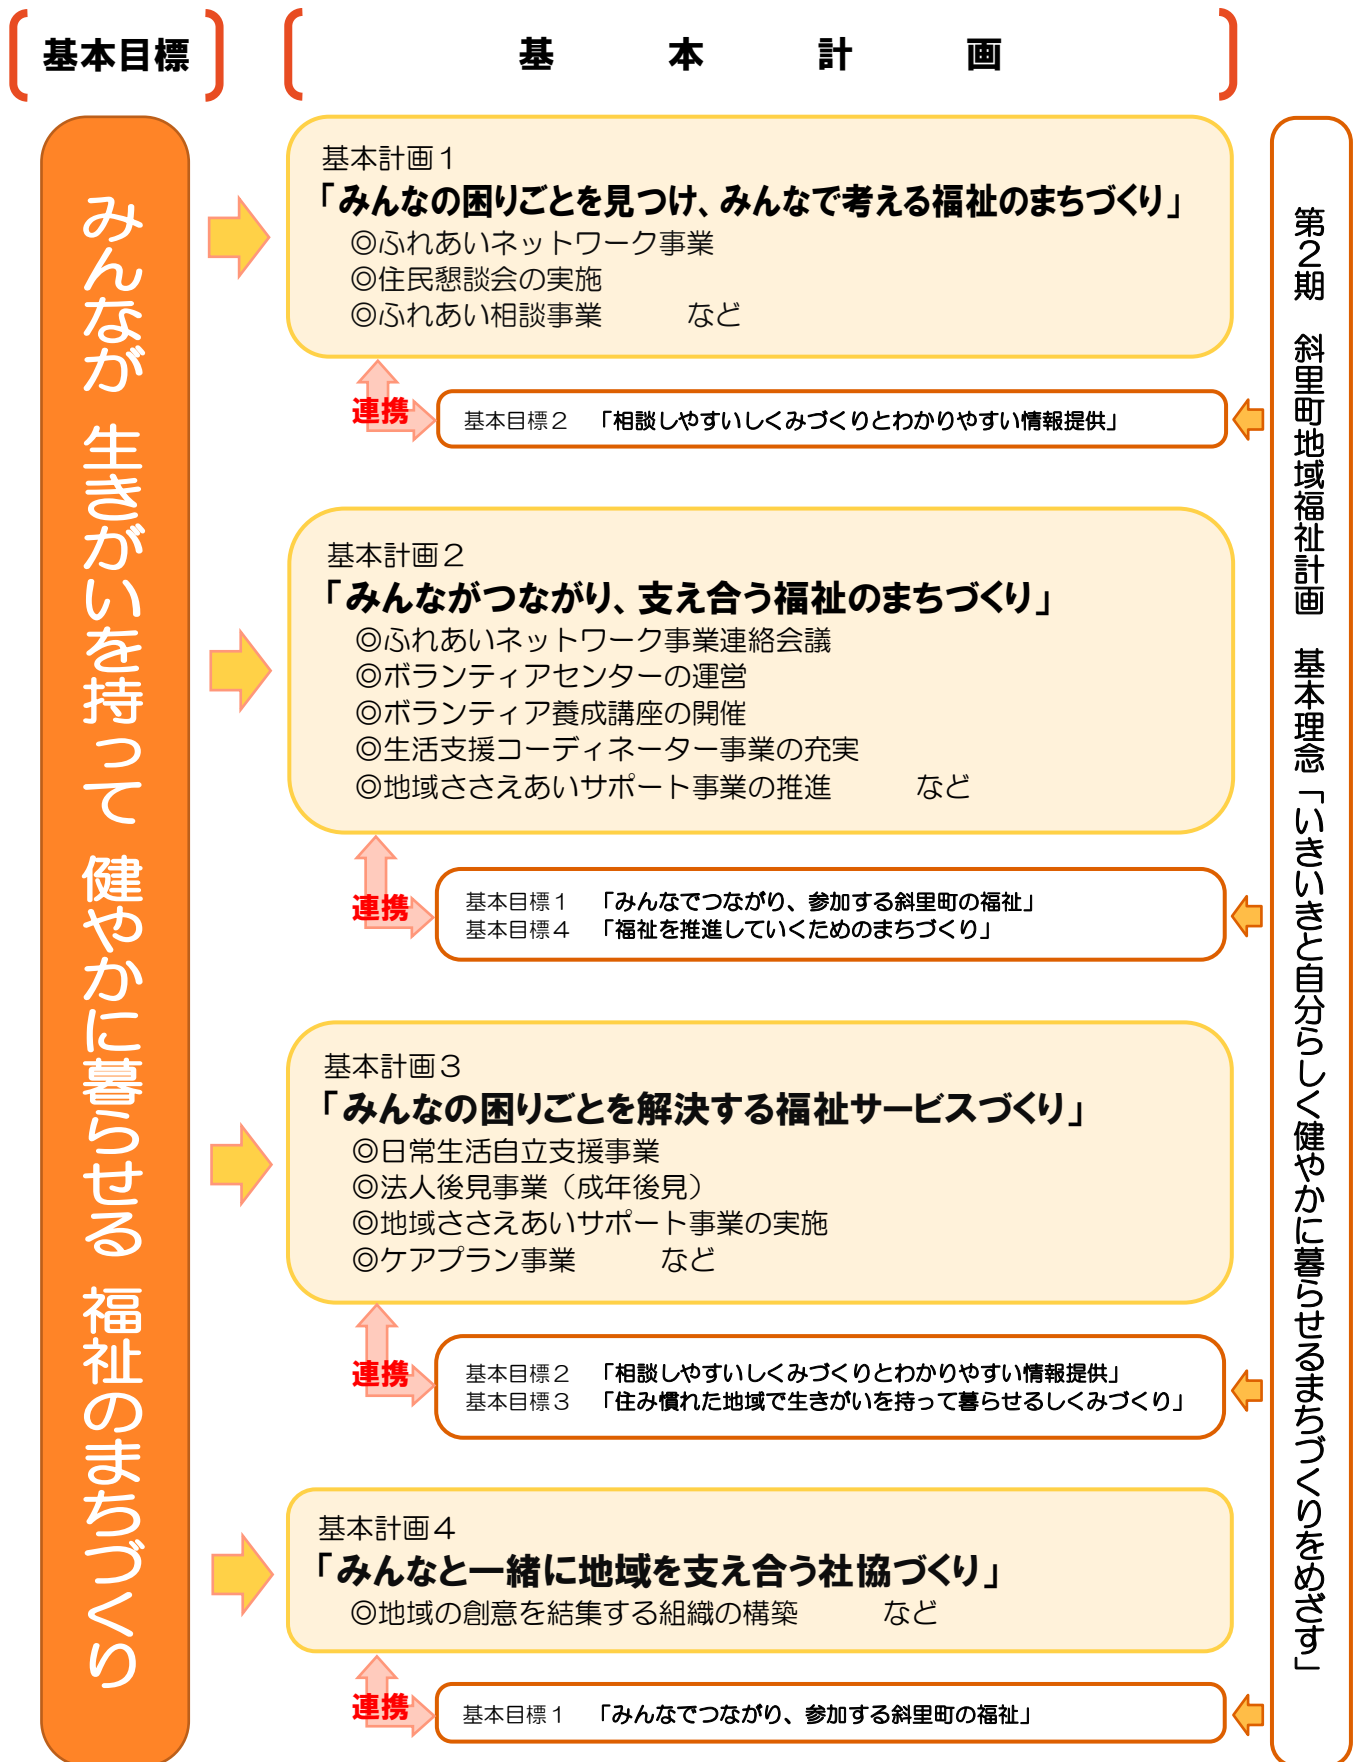 基本目標
基本計画
みんなが 生きがいを持って 健やかに暮らせる 福祉のまちづくり
基本計画１
「みんなの困りごとを見つけ、みんなで考える福祉のまちづくり」
◎ふれあいネットワーク事業
◎住民懇談会の実施
◎ふれあい相談事業　　　など
連携
基本目標２　「相談しやすいしくみづくりとわかりやすい情報提供」
基本計画２
「みんながつながり、支え合う福祉のまちづくり」
◎ふれあいネットワーク事業連絡会議
◎ボランティアセンターの運営
◎ボランティア養成講座の開催
◎生活支援コーディネーター事業の充実
◎地域ささえあいサポート事業の推進　　　など
連携
基本目標１　「みんなでつながり、参加する斜里町の福祉」
基本目標４　「福祉を推進していくためのまちづくり」
基本計画３
「みんなの困りごとを解決する福祉サービスづくり」
◎日常生活自立支援事業
◎法人後見事業（成年後見）
◎地域ささえあいサポート事業の実施
◎ケアプラン事業　　　など
連携
基本目標２　「相談しやすいしくみづくりとわかりやすい情報提供」
基本目標３　「住み慣れた地域で生きがいを持って暮らせるしくみづくり」
基本計画４
「みんなと一緒に地域を支え合う社協づくり」
◎地域の創意を結集する組織の構築　　　など
連携
基本目標１　「みんなでつながり、参加する斜里町の福祉」
第２期　斜里町地域福祉計画　基本理念「いきいきと自分らしく健やかに暮らせるまちづくりをめざす」